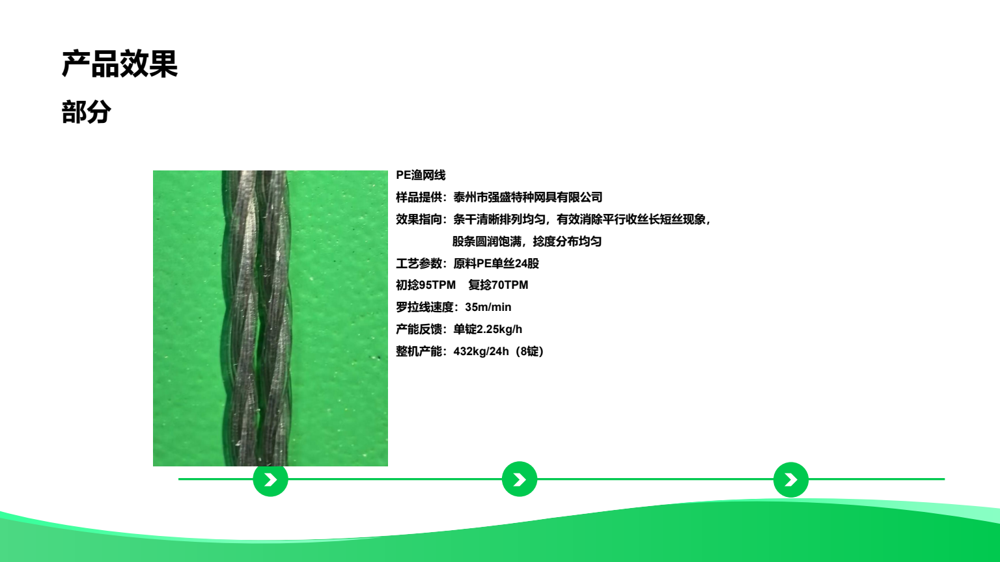 产品效果
部分
PE渔网线
样品提供：泰州市强盛特种网具有限公司
效果指向：条干清晰排列均匀，有效消除平行收丝长短丝现象，
股条圆润饱满，捻度分布均匀
工艺参数：原料PE单丝24股
初捻95TPM    复捻70TPM
罗拉线速度：35m/min
产能反馈：单锭2.25kg/h
整机产能：432kg/24h（8锭）